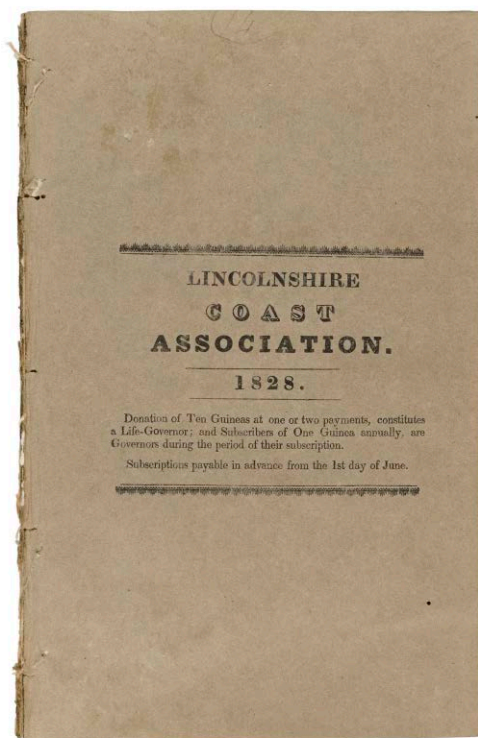 LINCOLNSHIRE
COAST
ASSOCIATION.
1828.
Donation of Ten Guineas at one or two payments, constitutes
a Life-Governor; and Subscribers of One Guinea annually, are
Governors during the period of their subscription.
Subscriptions payable in advance from the 1st day of June.